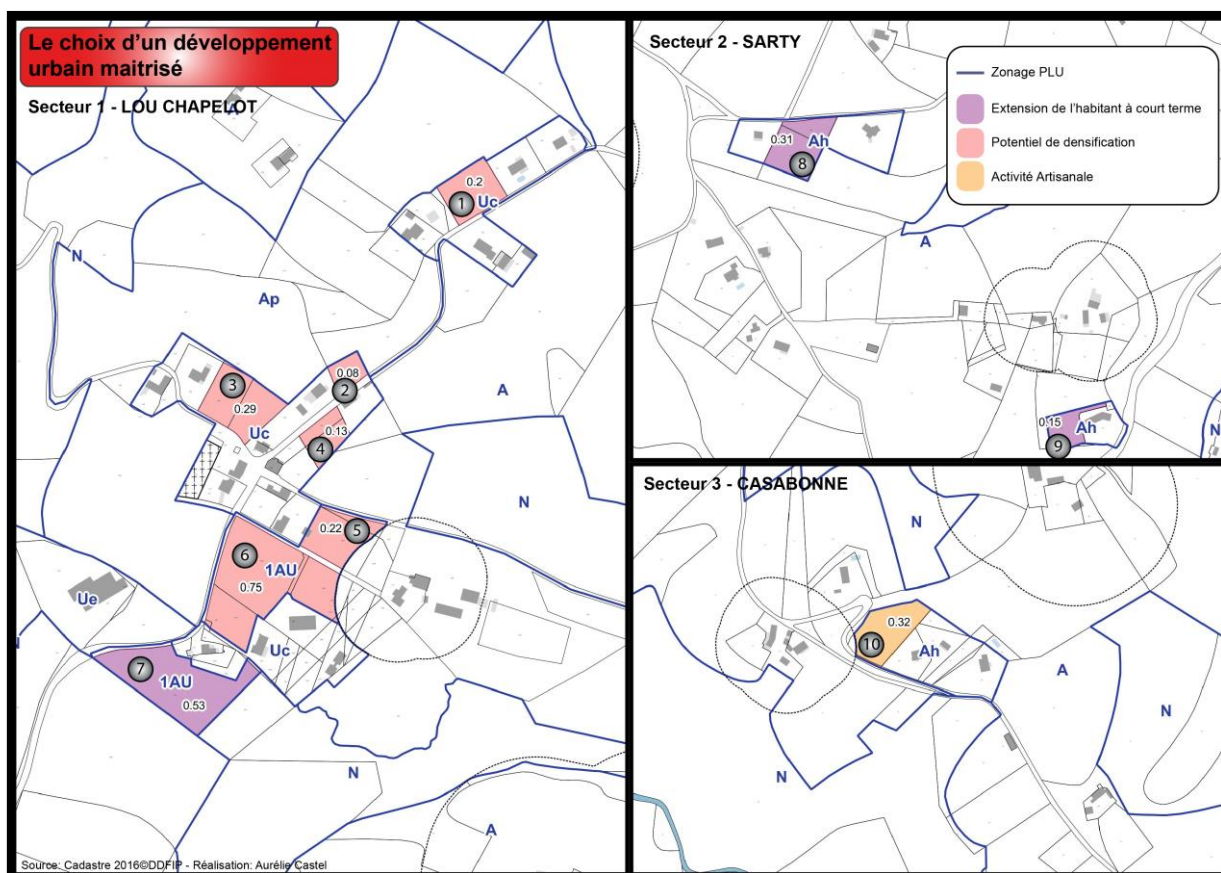 Le choix d'un développement
urbain maitrisé
Secteur 1 - LOU CHAPELOT
0.2
1
Uc
N
Ap
A
3
0.29
0.08
2
0.13
4
Uc
N
0.22
5
6
1AU
0.75
Ue
N
Uc
7
1AU
0.53
N
A
Source: Cadastre 2016©DDFIP - Réalisation: Aurélie Castel
Secteur 2 - SARTY
Zonage PLU
Extension de l'habitant à court terme
Potentiel de densification
Activité Artisanale
0.31
Ah
8
A
0.15
Ah
9
N
Secteur 3 - CASABONNE
N
0.32
10
Ah
A
N
N